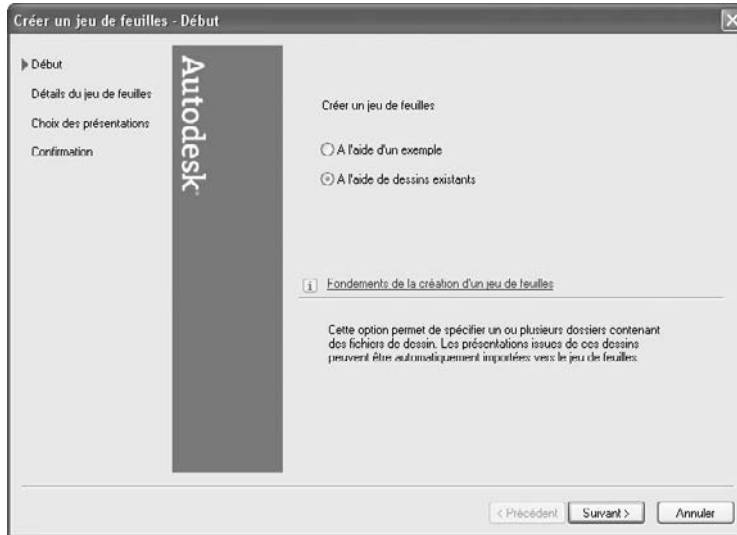 Créer un jeu de feuilles - Début
Début
Détails du jeu de feuilles
Choix des présentations
Confirmation
Autodesk
Créer un jeu de feuilles
A l'aide d'un exemple
A l'aide de dessins existants
i Fondements de la création d'un jeu de feuilles
Cette option permet de spécifier un ou plusieurs dossiers contenant
des fichiers de dessin. Les présentations issues de ces dessins
peuvent être automatiquement importées vers le jeu de feuilles.
< Précédent Suivant > Annuler